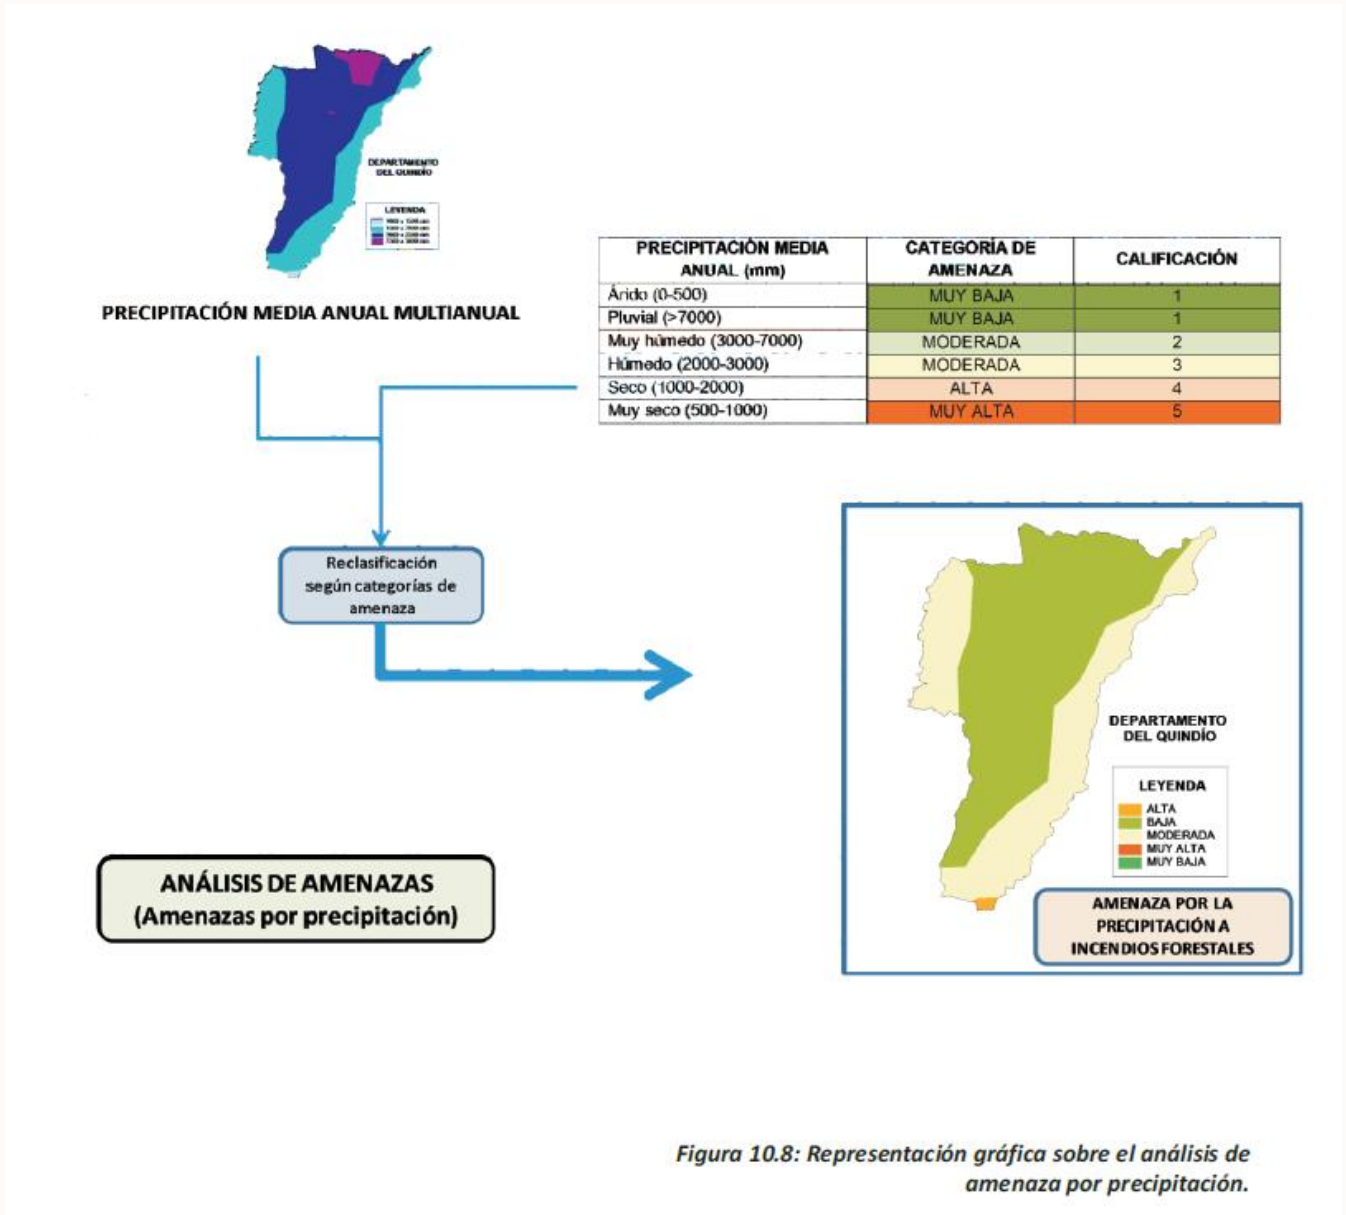 DEPARTAMENTO
DEL QUINDÍO
LEYENDA
PRECIPITACIÓN MEDIA ANUAL MULTIANUAL
PRECIPITACIÓN MEDIA ANUAL (mm) CATEGORÍA DE AMENAZA CALIFICACIÓN
Árido (0-500) MUY BAJA 1
Pluvial (>7000) MUY BAJA 1
Muy húmedo (3000-7000) MODERADA 2
Húmedo (2000-3000) MODERADA 3
Seco (1000-2000) ALTA 4
Muy seco (500-1000) MUY ALTA 5
Reclasificación
según categorías de
amenaza
DEPARTAMENTO
DEL QUINDÍO
LEYENDA
ALTA
BAJA
MODERADA
MUY ALTA
MUY BAJA
AMENAZA POR LA
PRECIPITACIÓN A
INCENDIOS FORESTALES
ANÁLISIS DE AMENAZAS
(Amenazas por precipitación)
Figura 10.8: Representación gráfica sobre el análisis de
amenaza por precipitación.